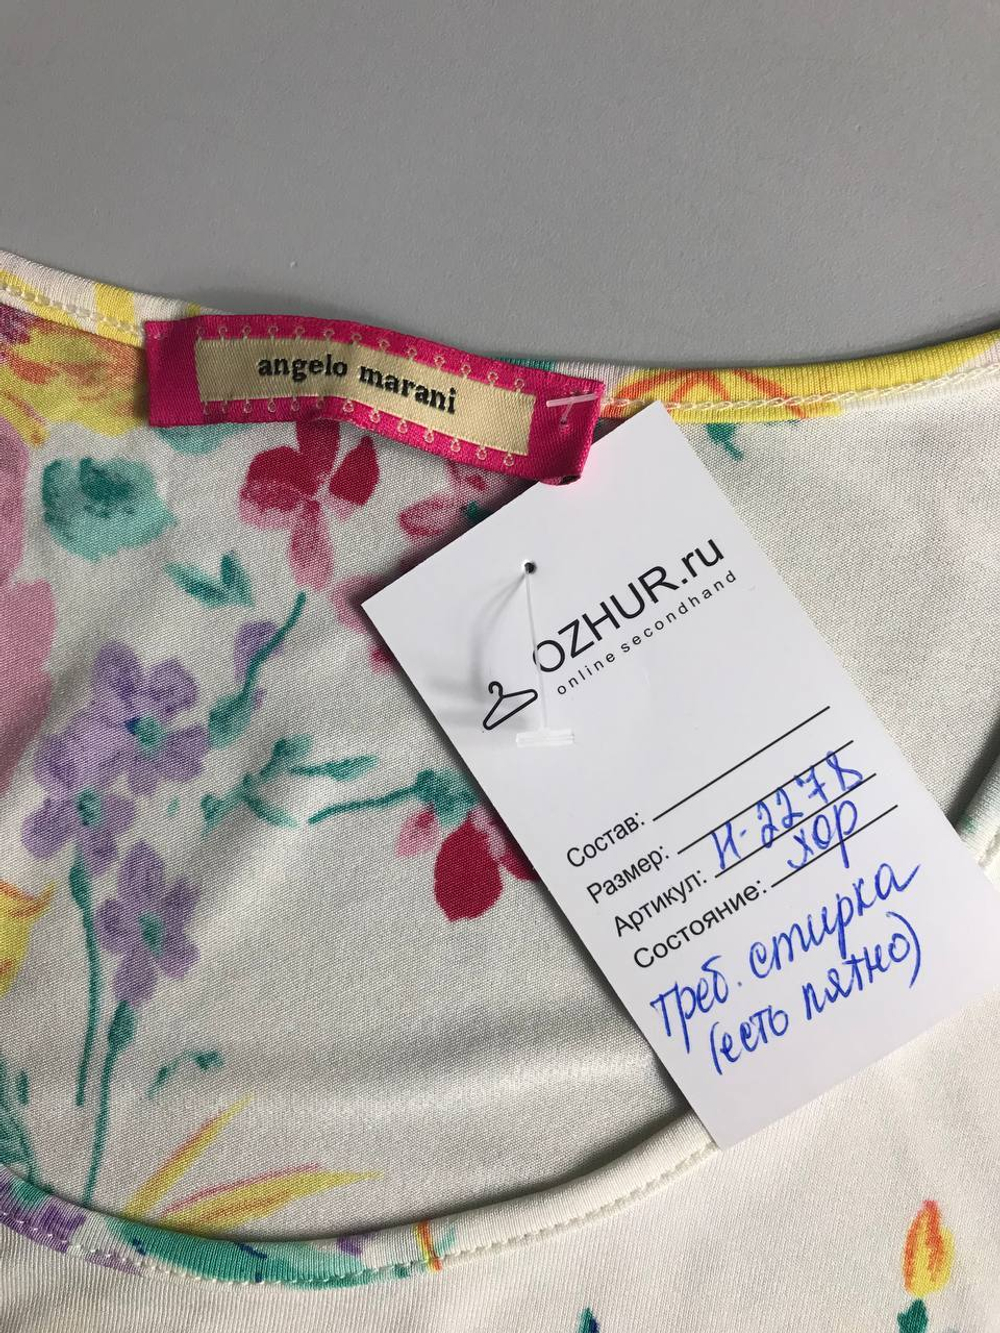 angelo marani
OZHUR.ru
online secondhand
Состав:
Размер:
Артикул: И-2278
Состояние: хор
треб. стирка
(есть пятно)